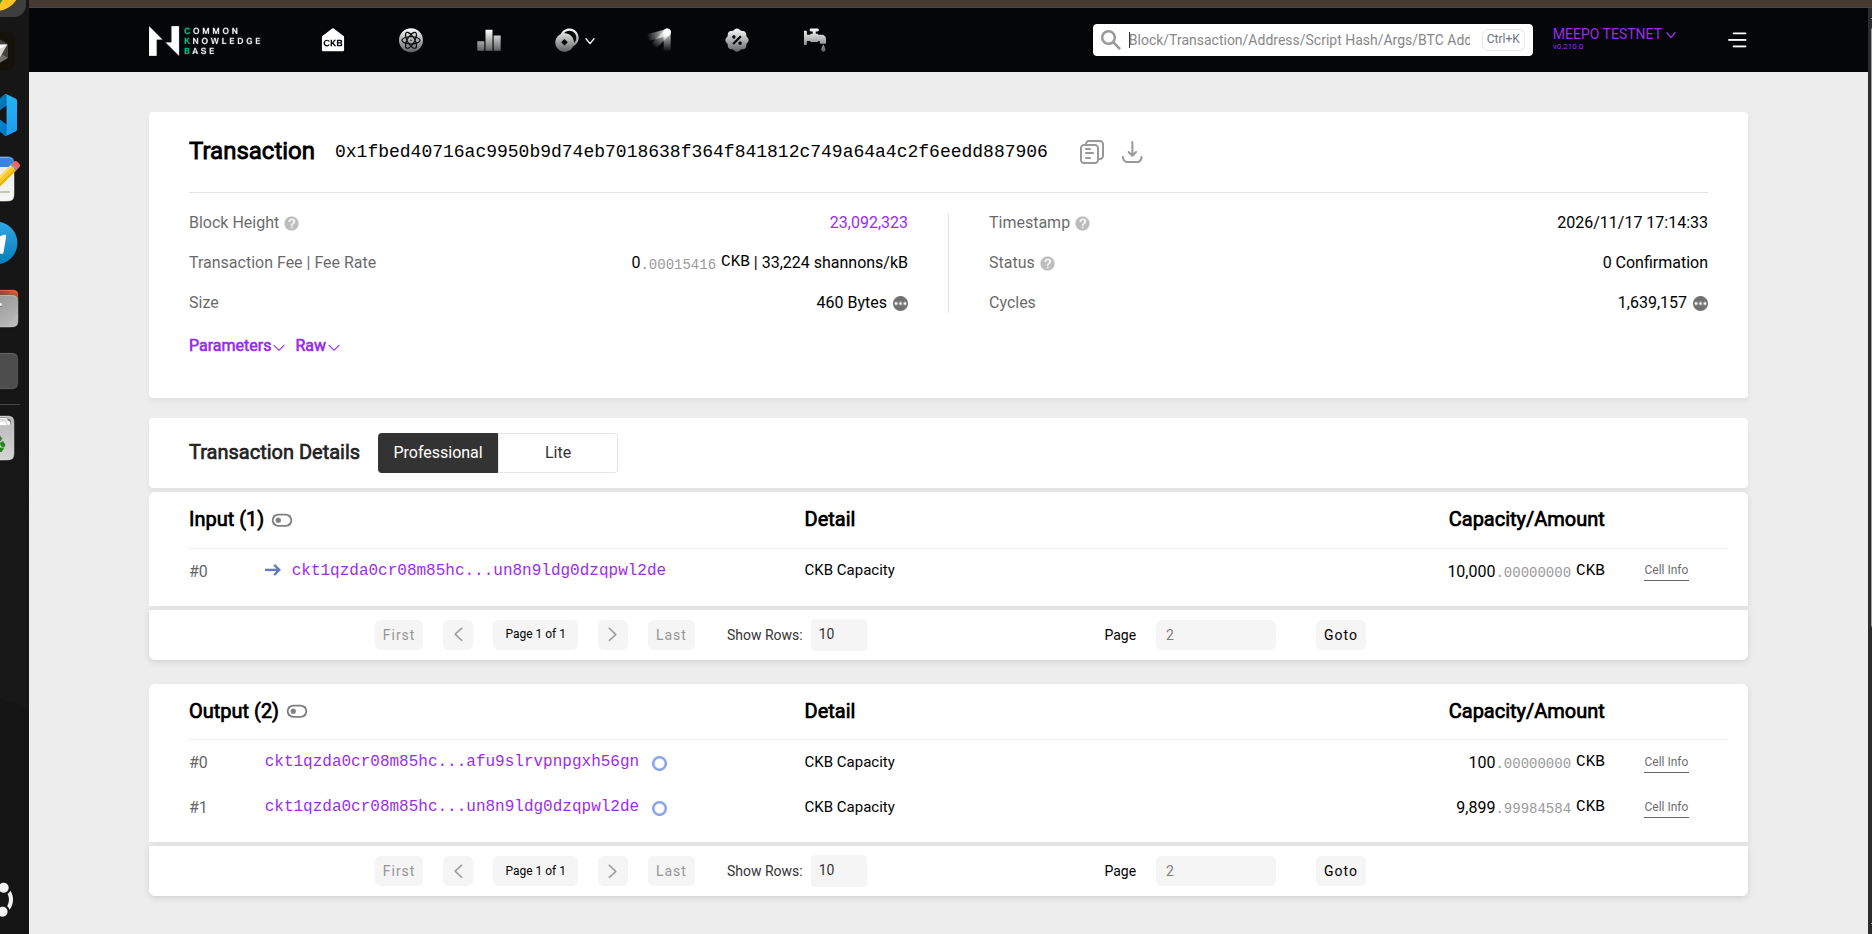 COMMON KNOWLEDGE BASE
CKB
Block/Transaction/Address/Script Hash/Args/BTC Adc
Ctrl+K
MEEPO TESTNET
v0.210.0
Transaction 0x1fbed40716ac9950b9d74eb7018638f364f841812c749a64a4c2f6eedd887906
Block Height 23,092,323
Timestamp 2026/11/17 17:14:33
Transaction Fee | Fee Rate 0.00015416 CKB | 33,224 shannons/kB
Status 0 Confirmation
Size 460 Bytes
Cycles 1,639,157
Parameters Raw
Transaction Details Professional Lite
Input (1) Detail Capacity/Amount
#0 ckt1qzda0cr08m85hc...un8n9ldg0dzqpwl2de CKB Capacity 10,000.00000000 CKB Cell Info
First Page 1 of 1 Last Show Rows: 10 Page 2 Goto
Output (2) Detail Capacity/Amount
#0 ckt1qzda0cr08m85hc...afu9slrvpnpgxh56gn CKB Capacity 100.00000000 CKB Cell Info
#1 ckt1qzda0cr08m85hc...un8n9ldg0dzqpwl2de CKB Capacity 9,899.99984584 CKB Cell Info
First Page 1 of 1 Last Show Rows: 10 Page 2 Goto